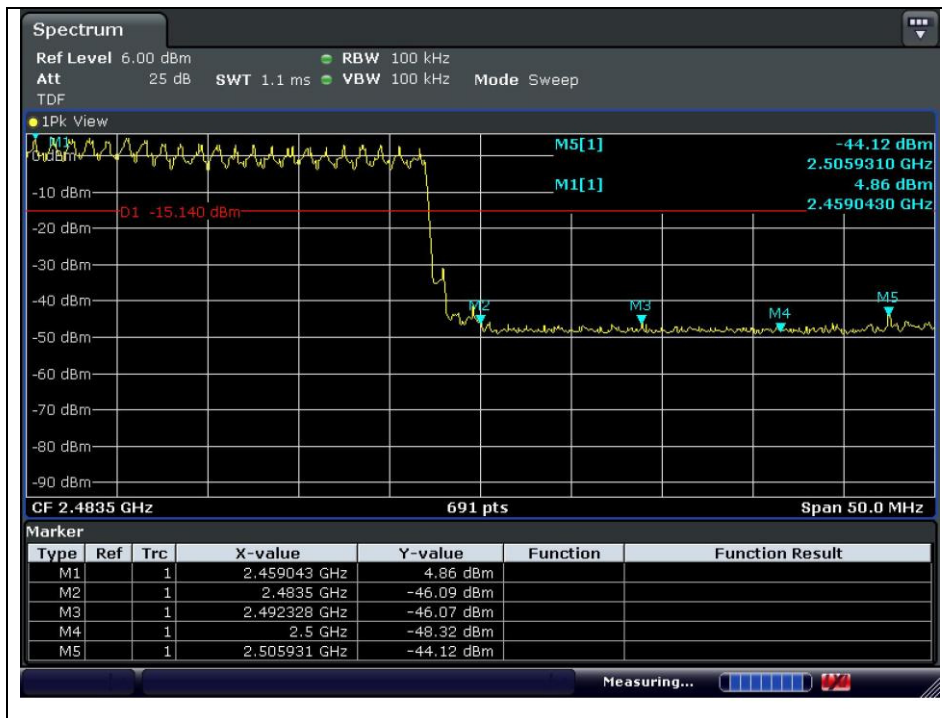 Spectrum
Ref Level 6.00 dBm RBW 100 kHz
Att 25 dB SWT 1.1 ms VBW 100 kHz Mode Sweep
TDF
1Pk View
M1 M5[1] -44.12 dBm
0 dBm 2.5059310 GHz
M1[1] 4.86 dBm
-10 dBm 2.4590430 GHz
D1 -15.140 dBm
-20 dBm
-30 dBm
-40 dBm M2 M3 M4 M5
-50 dBm
-60 dBm
-70 dBm
-80 dBm
-90 dBm
CF 2.4835 GHz 691 pts Span 50.0 MHz
Marker
Type Ref Trc X-value Y-value Function Function Result
M1 1 2.459043 GHz 4.86 dBm
M2 1 2.4835 GHz -46.09 dBm
M3 1 2.492328 GHz -46.07 dBm
M4 1 2.5 GHz -48.32 dBm
M5 1 2.505931 GHz -44.12 dBm
Measuring...